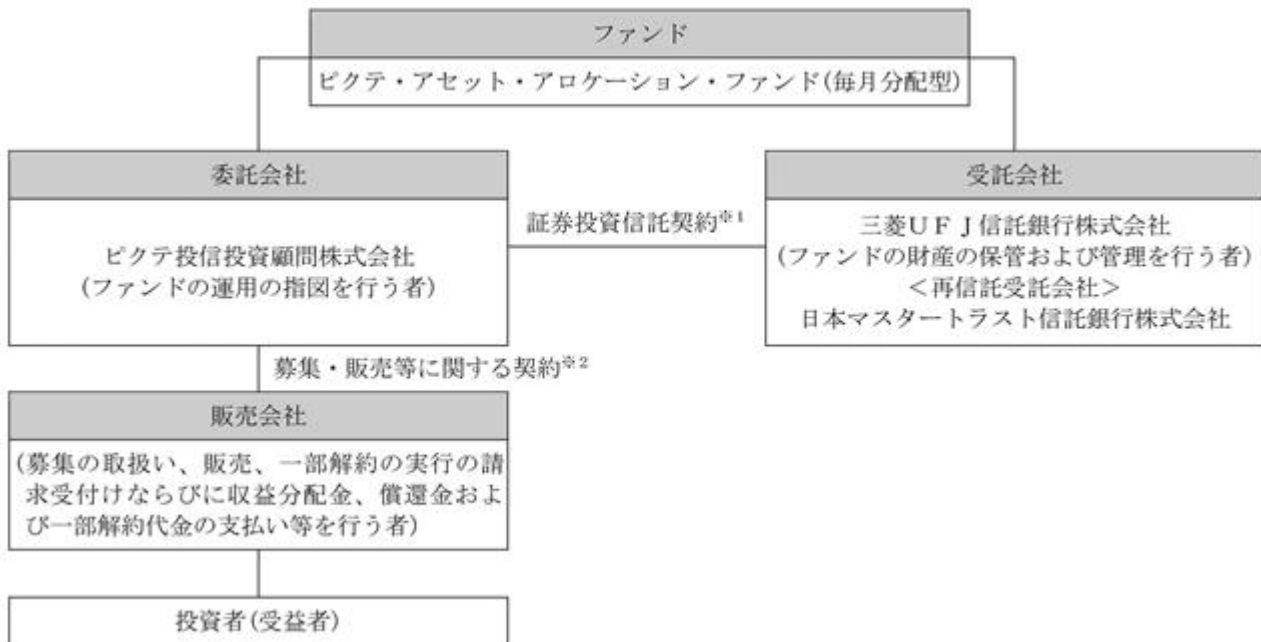 ファンド
ピクテ・アセット・アロケーション・ファンド(毎月分配型)
委託会社
ピクテ投信投資顧問株式会社
(ファンドの運用の指図を行う者)
証券投資信託契約※1
受託会社
三菱UFJ信託銀行株式会社
(ファンドの財産の保管および管理を行う者)
<再信託受託会社>
日本マスタートラスト信託銀行株式会社
募集・販売等に関する契約※2
販売会社
(募集の取扱い、販売、一部解約の実行の請
求受付けならびに収益分配金、償還金およ
び一部解約代金の支払い等を行う者)
投資者(受益者)